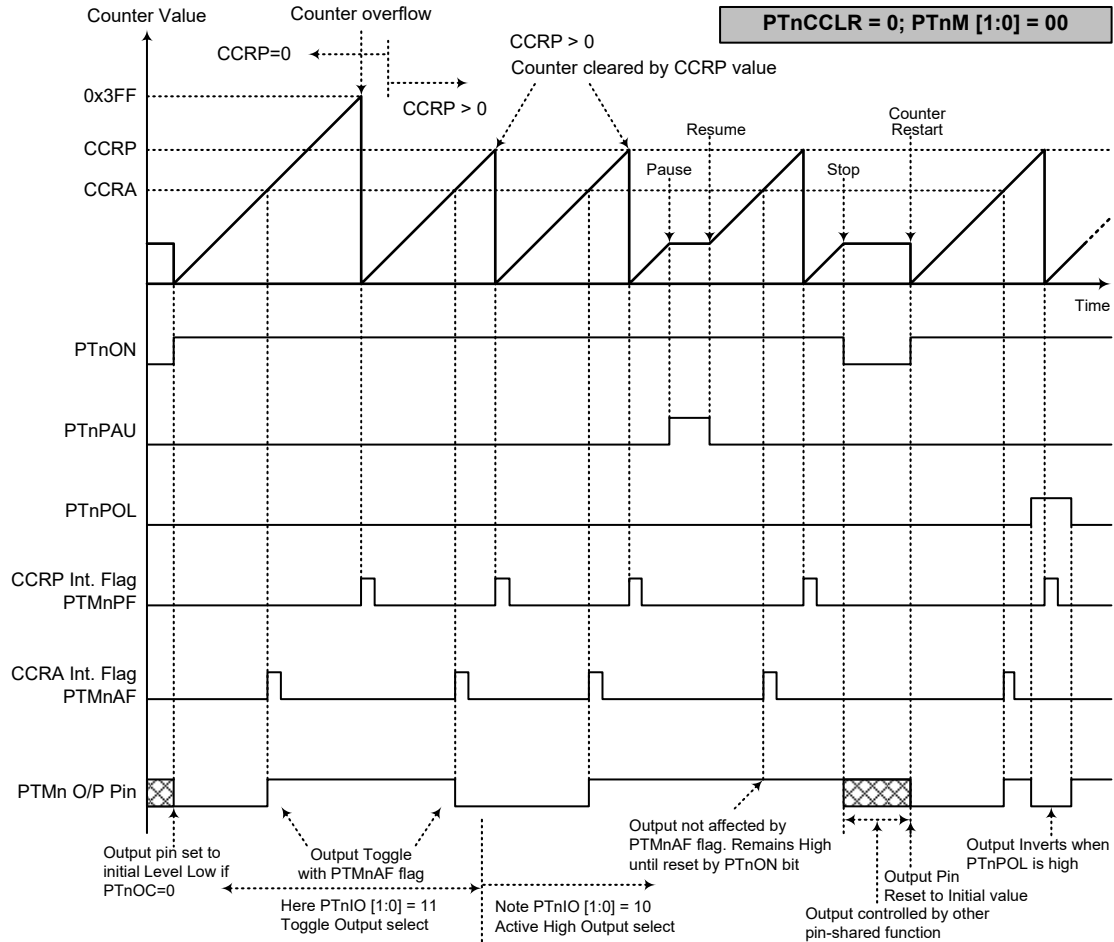 Counter Value
Counter overflow
PTnCCLR = 0; PTnM [1:0] = 00
CCRP=0
CCRP > 0
CCRP > 0
Counter cleared by CCRP value
0x3FF
CCRP
CCRA
Pause
Resume
Stop
Counter
Restart
Time
PTnON
PTnPAU
PTnPOL
CCRP Int. Flag
PTMnPF
CCRA Int. Flag
PTMnAF
PTMn O/P Pin
Output pin set to
initial Level Low if
PTnOC=0
Output Toggle
with PTMnAF flag
Here PTnIO [1:0] = 11
Toggle Output select
Note PTnIO [1:0] = 10
Active High Output select
Output not affected by
PTMnAF flag. Remains High
until reset by PTnON bit
Output Pin
Reset to Initial value
Output controlled by other
pin-shared function
Output Inverts when
PTnPOL is high